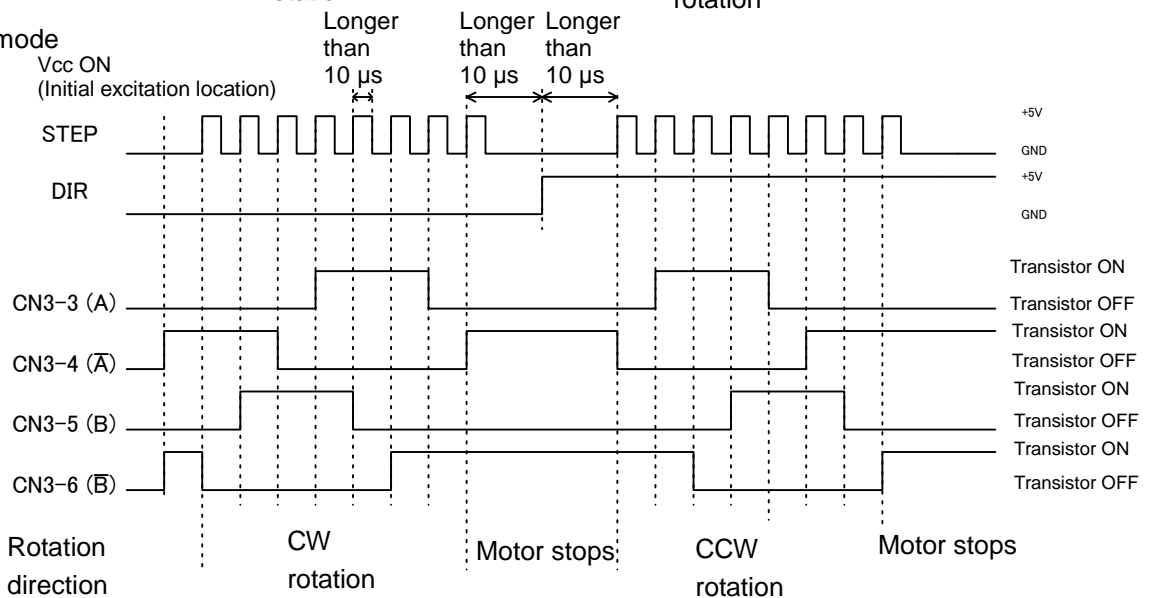 rotation
mode
Longer than 10 μs
Longer than 10 μs
Longer than 10 μs
Vcc ON
(Initial excitation location)
STEP
+5V
GND
DIR
+5V
GND
CN3-3 (A)
Transistor ON
Transistor OFF
CN3-4 (A̅)
Transistor ON
Transistor OFF
CN3-5 (B)
Transistor ON
Transistor OFF
CN3-6 (B̅)
Transistor ON
Transistor OFF
Rotation
direction
CW
rotation
Motor stops
CCW
rotation
Motor stops